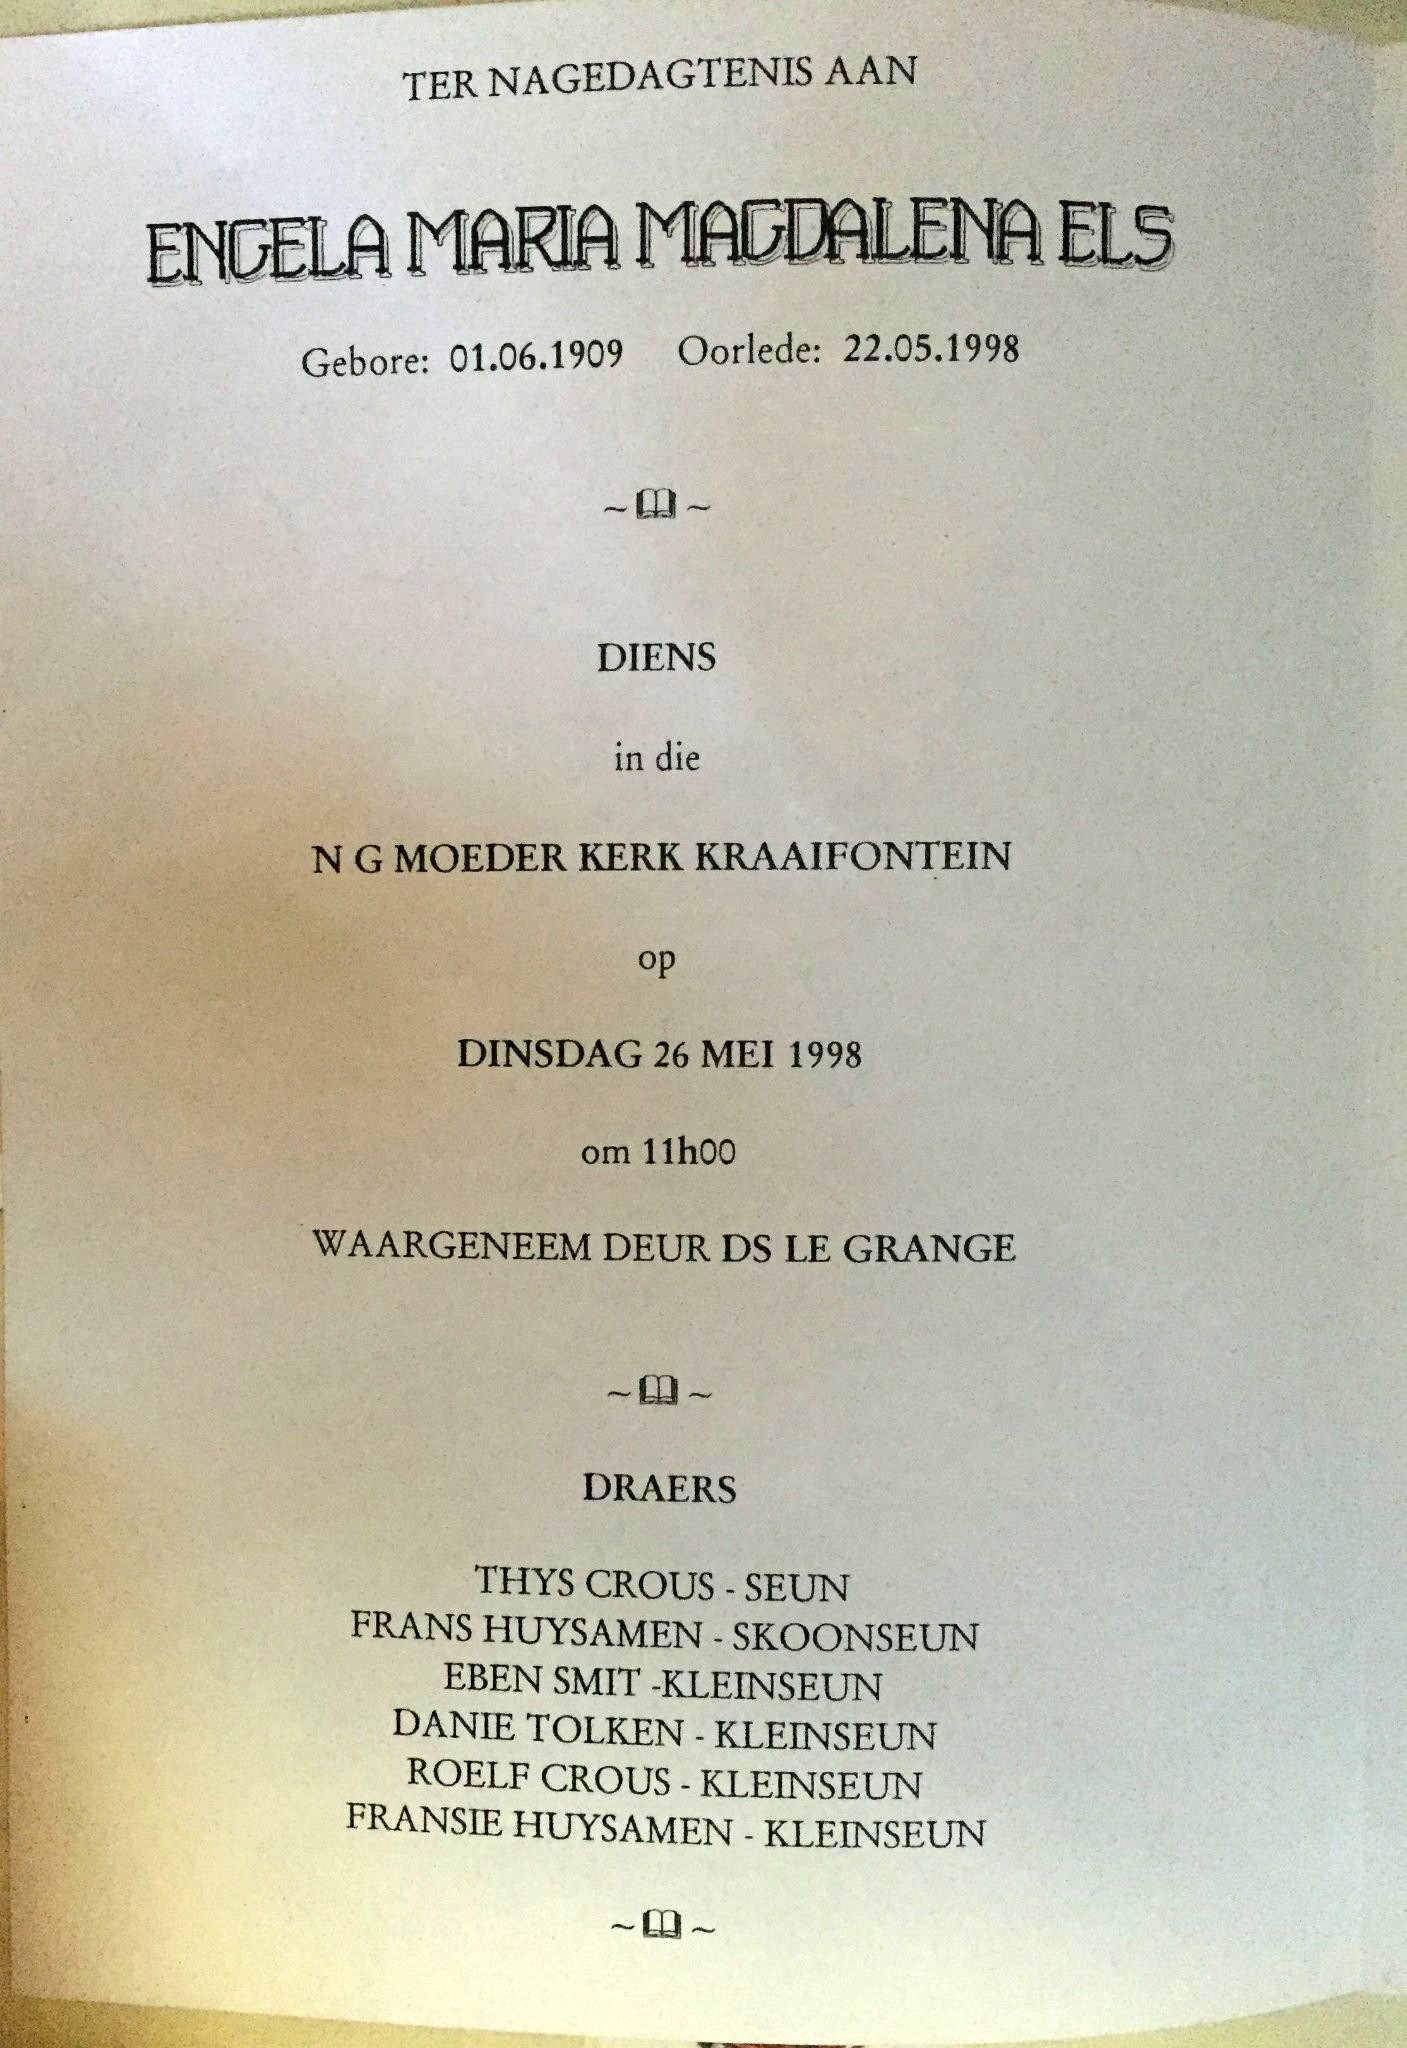 TER NAGEDAGTENIS AAN
ENGELA MARIA MAGDALENA ELS
Gebore: 01.06.1909 Oorlede: 22.05.1998
~ ~
DIENS
in die
N G MOEDER KERK KRAAIFONTEIN
op
DINSDAG 26 MEI 1998
om 11h00
WAARGENEEM DEUR DS LE GRANGE
~ ~
DRAERS
THYS CROUS - SEUN
FRANS HUYSAMEN - SKOONSEUN
EBEN SMIT -KLEINSEUN
DANIE TOLKEN - KLEINSEUN
ROELF CROUS - KLEINSEUN
FRANSIE HUYSAMEN - KLEINSEUN
~ ~